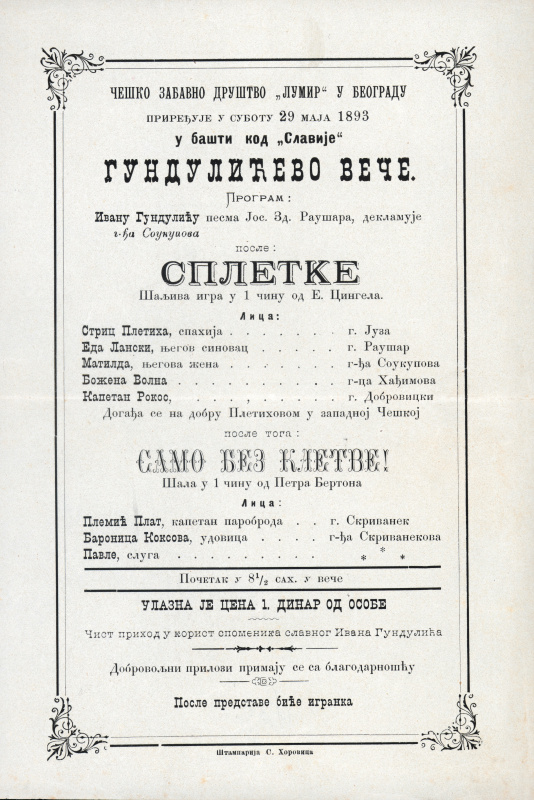 ЧЕШКО ЗАБАВНО ДРУШТВО „ЛУМИР“ У БЕОГРАДУ
ПРИРЕЂУЈЕ У СУБОТУ 29 МАЈА 1893
у башти код „Славије“
ГУНДУЛИЋЕВО ВЕЧЕ.
Програм:
Ивану Гундулићу песма Јос. Зд. Раушара, декламује
г-ђа Соукупова
после:
СПЛЕТКЕ
Шаљива игра у 1 чину од Е. Цингела.
Лица:
Стриц Плетиха, спахија . . . . . . . г. Јуза
Еда Лански, његов синовац . . . . . г. Раушар
Матилда, његова жена . . . . . . . г-ђа Соукупова
Божена Волна . . . . . . . . . . г-ца Хаџимова
Капетан Рокос, . . . . , . . . . . г. Добровицки
Догађа се на добру Плетиховом у западној Чешкој
после тога:
САМО БЕЗ КЛЕТВЕ!
Шала у 1 чину од Петра Бертона
Лица:
Племић Плат, капетан пароброда . . г. Скриванек
Бароница Коксова, удовица . . . . г-ђа Скриванекова
Павле, слуга . . . . . . . . . * * *
Почетак у 8 1/2 сах. у вече
УЛАЗНА ЈЕ ЦЕНА 1. ДИНАР ОД ОСОБЕ
Чист приход у корист споменика славног Ивана Гундулића
Добровољни прилови примају се са благодарношћу
После представе биће игранка
Штампарија С. Хоровица